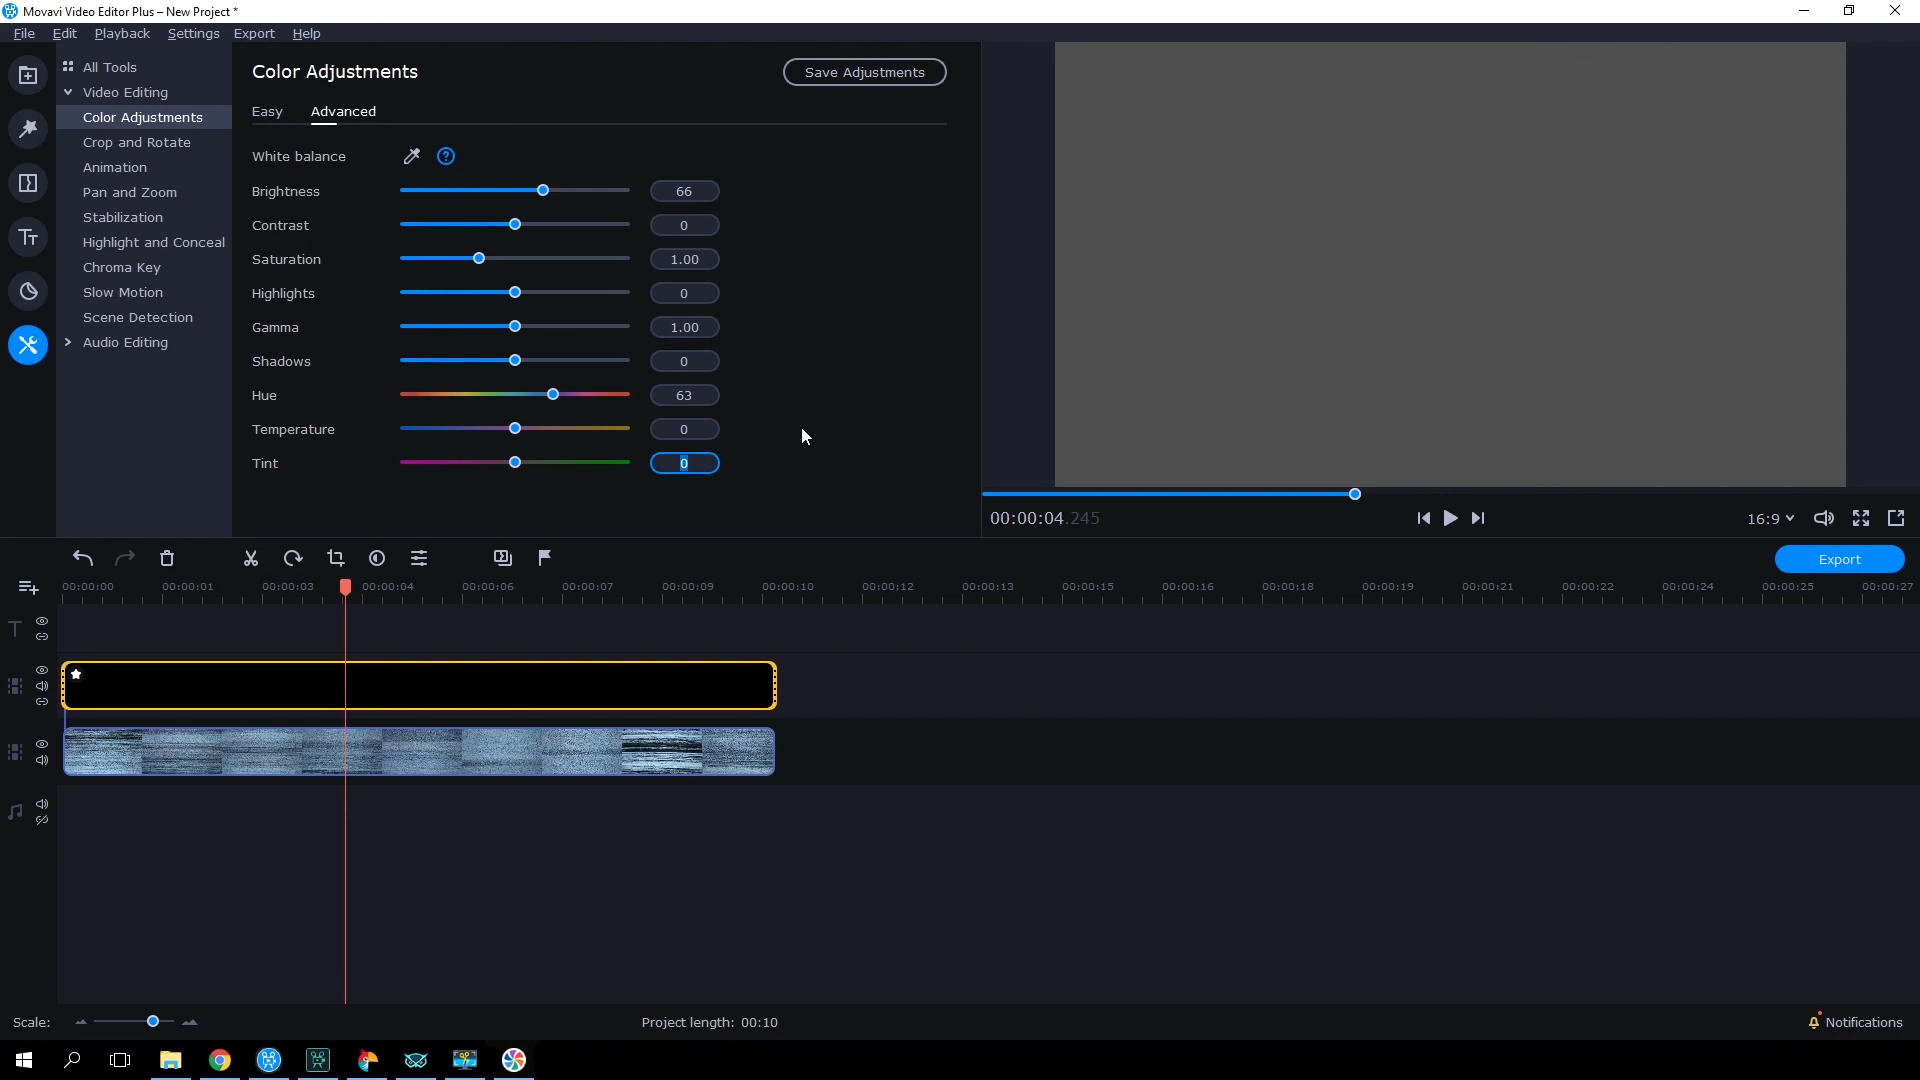 Movavi Video Editor Plus – New Project *
File Edit Playback Settings Export Help
All Tools
Video Editing
Color Adjustments
Crop and Rotate
Animation
Pan and Zoom
Stabilization
Highlight and Conceal
Chroma Key
Slow Motion
Scene Detection
Audio Editing
Color Adjustments
Save Adjustments
Easy Advanced
White balance ?
Brightness 66
Contrast 0
Saturation 1.00
Highlights 0
Gamma 1.00
Shadows 0
Hue 63
Temperature 0
Tint 0
00:00:04.245
16:9
Export
00:00:00 00:00:01 00:00:03 00:00:04 00:00:06 00:00:07 00:00:09 00:00:10 00:00:12 00:00:13 00:00:15 00:00:16 00:00:18 00:00:19 00:00:21 00:00:22 00:00:24 00:00:25 00:00:27
Scale:
Project length: 00:10
Notifications